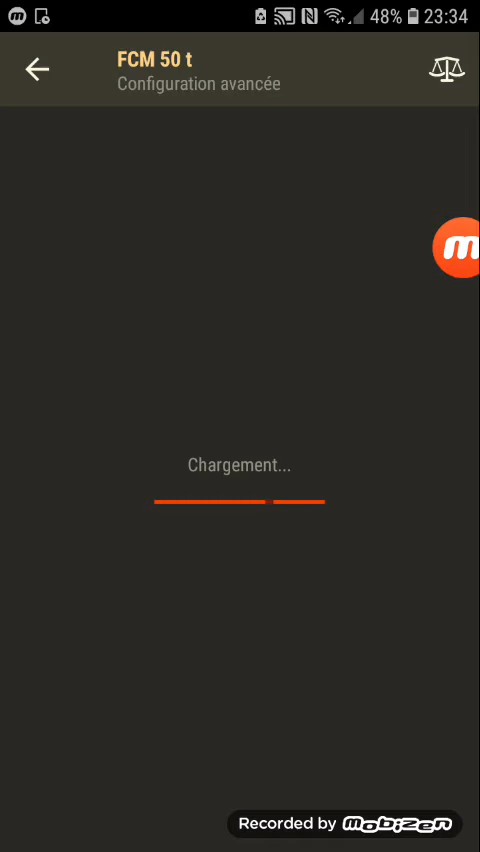 48% 23:34
FCM 50 t
Configuration avancée
m
Chargement...
Recorded by mobizen